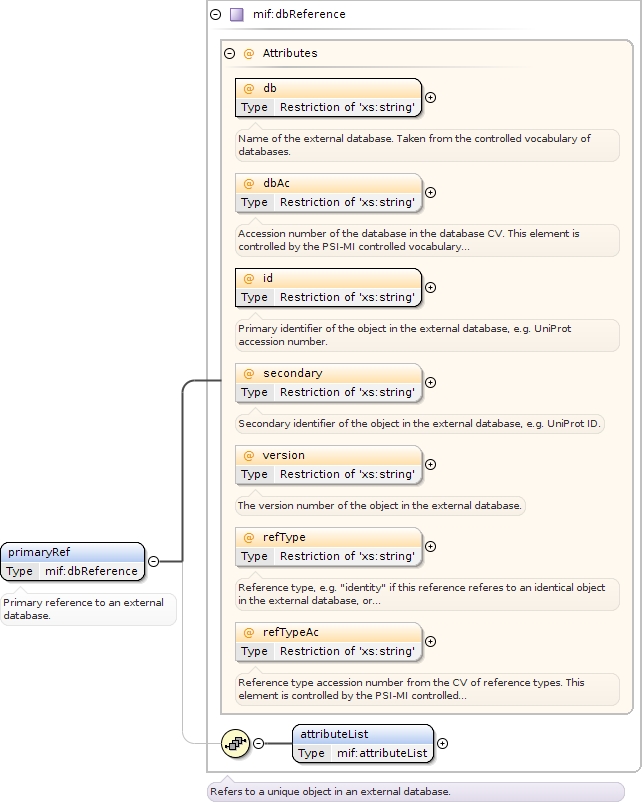 mif:dbReference
@ Attributes
@ db
Type Restriction of 'xs:string'
Name of the external database. Taken from the controlled vocabulary of
databases.
@ dbAc
Type Restriction of 'xs:string'
Accession number of the database in the database CV. This element is
controlled by the PSI-MI controlled vocabulary...
@ id
Type Restriction of 'xs:string'
Primary identifier of the object in the external database, e.g. UniProt
accession number.
@ secondary
Type Restriction of 'xs:string'
Secondary identifier of the object in the external database, e.g. UniProt ID.
@ version
Type Restriction of 'xs:string'
The version number of the object in the external database.
@ refType
Type Restriction of 'xs:string'
Reference type, e.g. "identity" if this reference referes to an identical object
in the external database, or...
@ refTypeAc
Type Restriction of 'xs:string'
Reference type accession number from the CV of reference types. This
element is controlled by the PSI-MI controlled...
primaryRef
Type mif:dbReference
Primary reference to an external
database.
attributeList
Type mif:attributeList
Refers to a unique object in an external database.